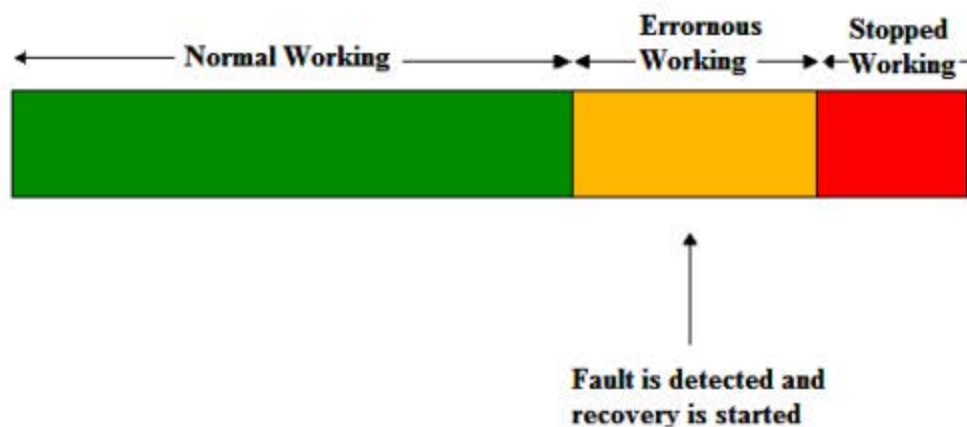 Normal Working
Errornous
Working
Stopped
Working
Fault is detected and
recovery is started